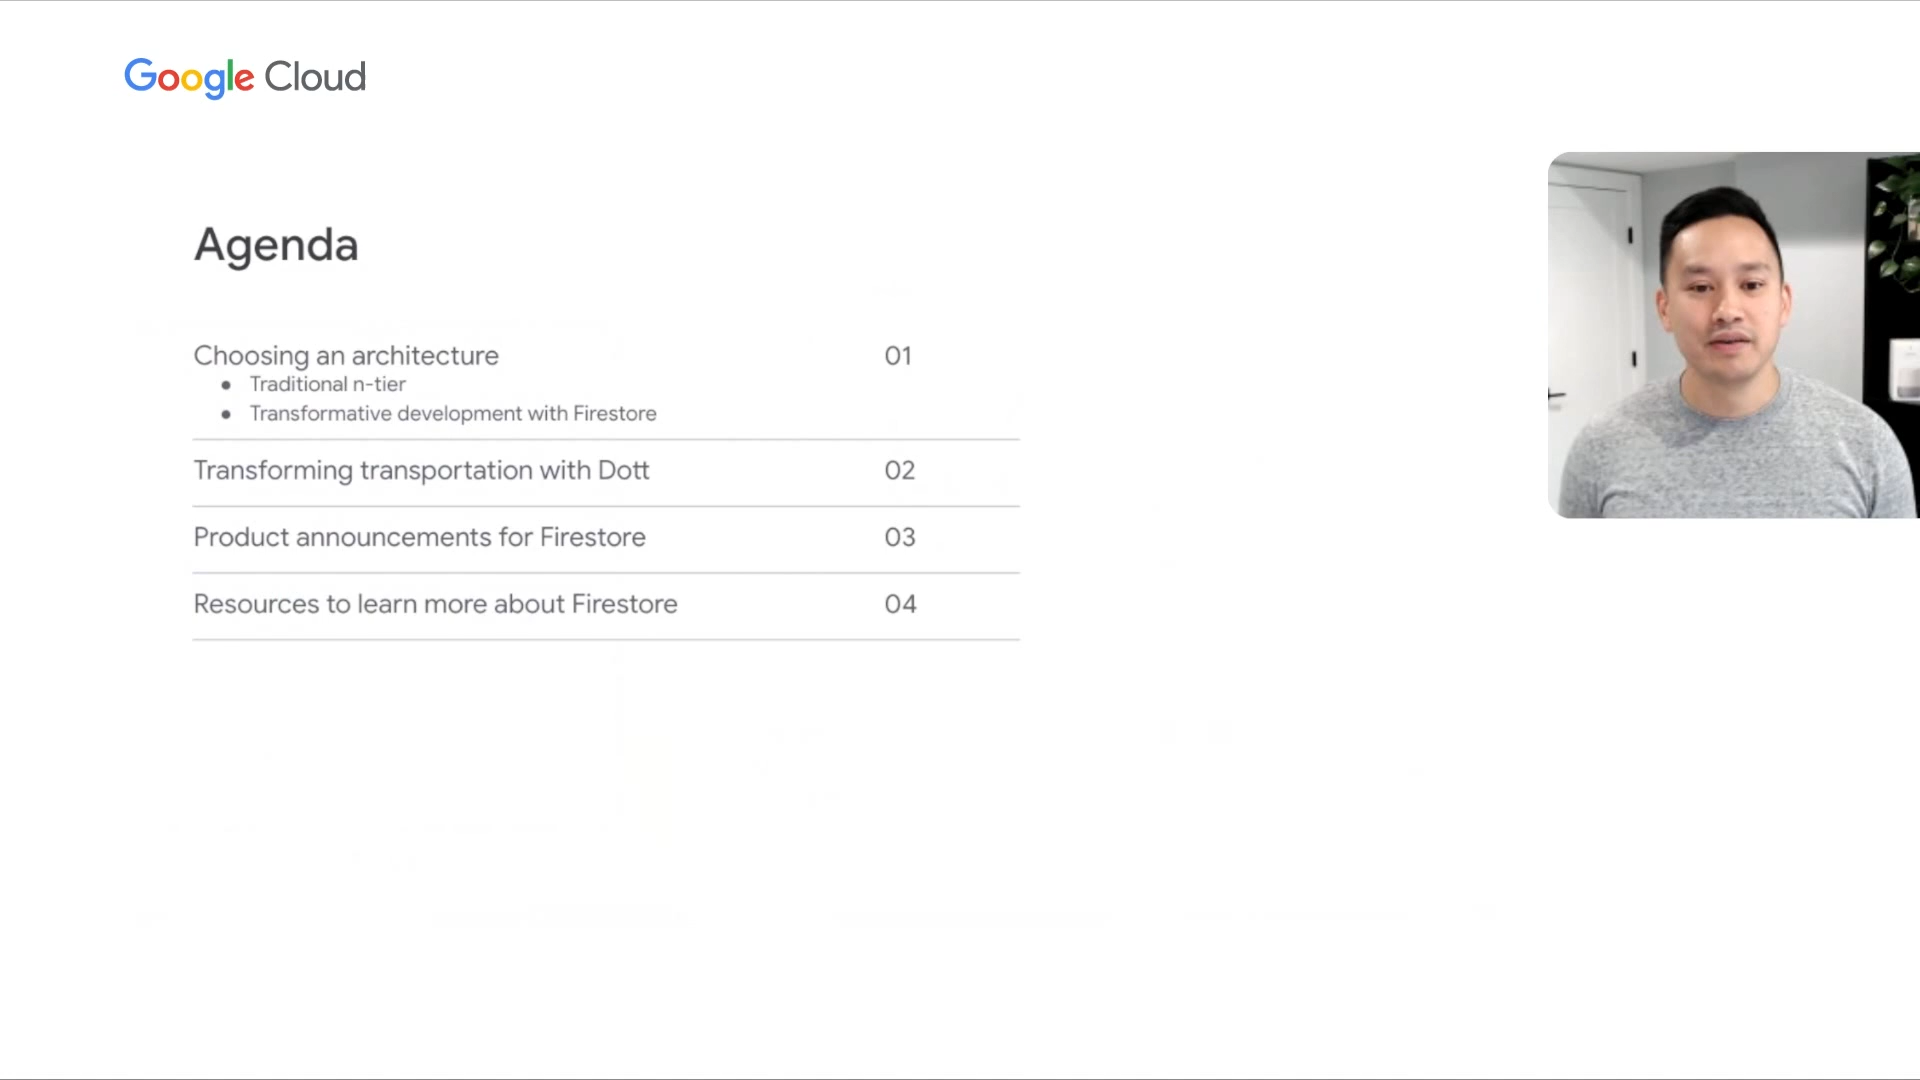 Google Cloud
Agenda
Choosing an architecture 01
● Traditional n-tier
● Transformative development with Firestore
Transforming transportation with Dott 02
Product announcements for Firestore 03
Resources to learn more about Firestore 04